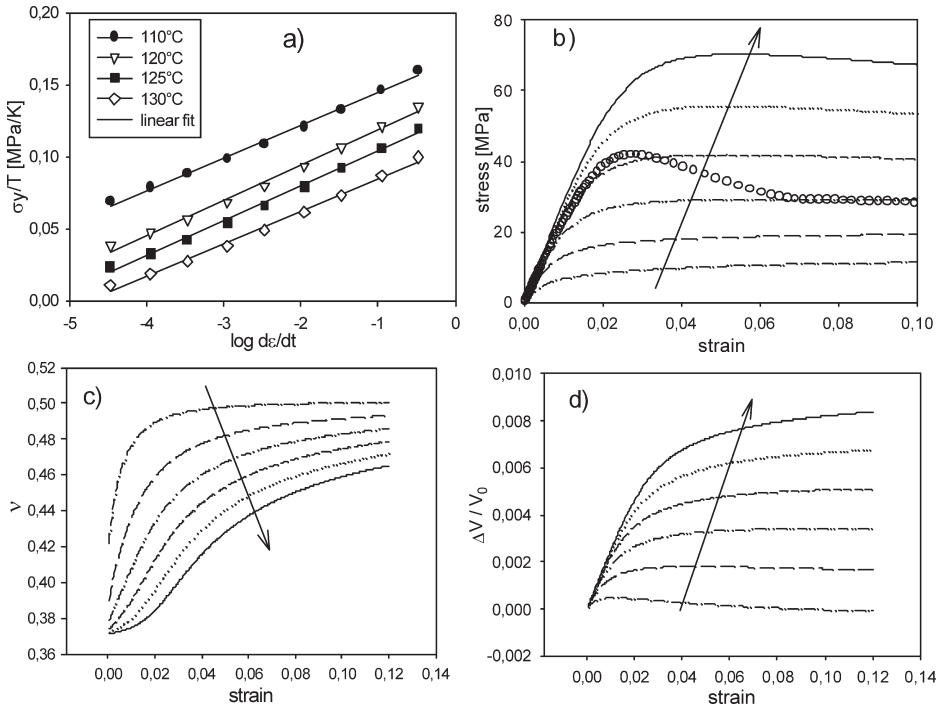 a)
110°C
120°C
125°C
130°C
linear fit
σy/T [MPa/K]
0,20
0,15
0,10
0,05
0,00
-5 -4 -3 -2 -1 0
log dε/dt
b)
stress [MPa]
80
60
40
20
0
0,00 0,02 0,04 0,06 0,08 0,10
strain
c)
ν
0,52
0,50
0,48
0,46
0,44
0,42
0,40
0,38
0,36
0,00 0,02 0,04 0,06 0,08 0,10 0,12 0,14
strain
d)
ΔV / V0
0,010
0,008
0,006
0,004
0,002
0,000
-0,002
0,00 0,02 0,04 0,06 0,08 0,10 0,12 0,14
strain